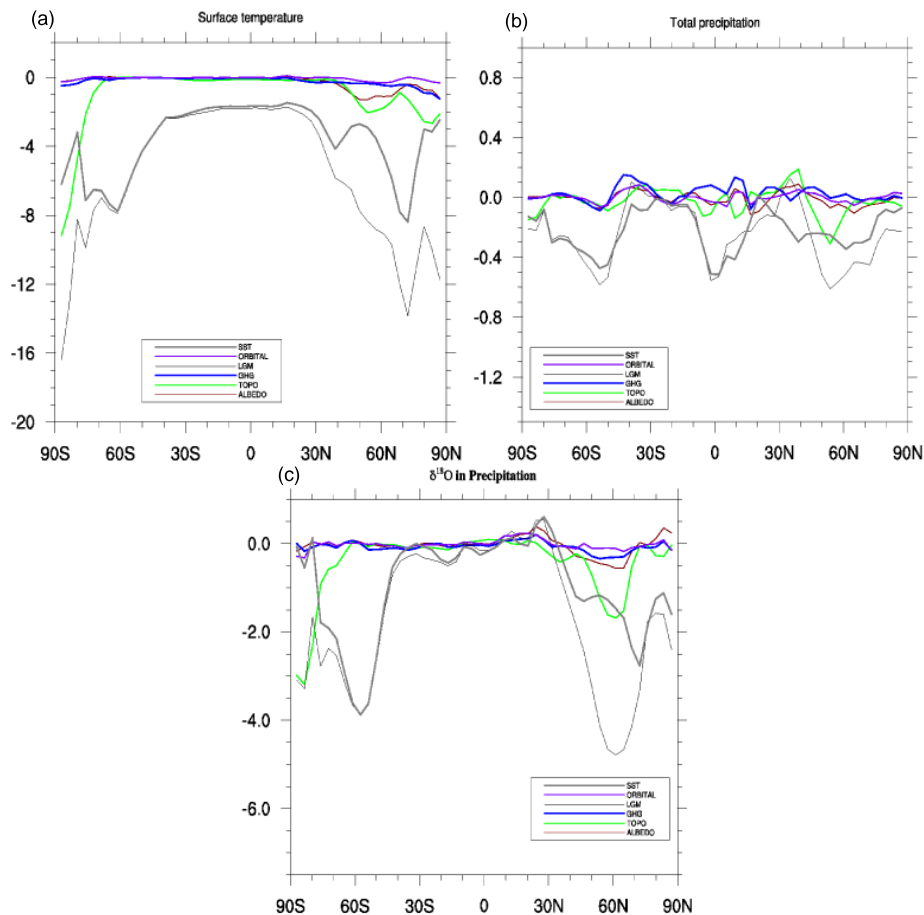 (a)
Surface temperature
0
-4
-8
-12
-16
-20
SST
ORBITAL
LGM
GHG
TOPO
ALBEDO
90S 60S 30S 0 30N 60N 90N
(b)
Total precipitation
0.8
0.4
0.0
-0.4
-0.8
-1.2
SST
ORBITAL
LGM
GHG
TOPO
ALBEDO
90S 60S 30S 0 30N 60N 90N
(c)
δ¹⁸O in Precipitation
0.0
-2.0
-4.0
-6.0
SST
ORBITAL
LGM
GHG
TOPO
ALBEDO
90S 60S 30S 0 30N 60N 90N